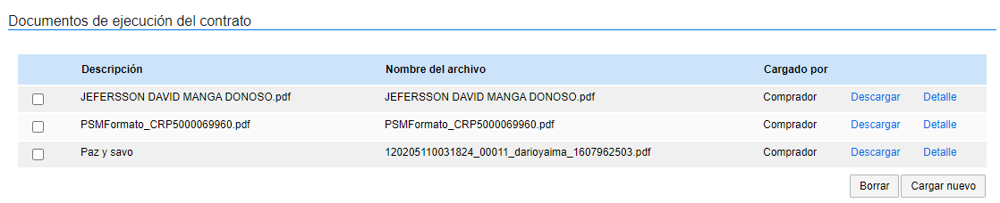 Documentos de ejecución del contrato
Descripción Nombre del archivo Cargado por
JEFERSSON DAVID MANGA DONOSO.pdf JEFERSSON DAVID MANGA DONOSO.pdf Comprador Descargar Detalle
PSMFormato_CRP5000069960.pdf PSMFormato_CRP5000069960.pdf Comprador Descargar Detalle
Paz y savo 120205110031824_00011_darioyaima_1607962503.pdf Comprador Descargar Detalle
Borrar Cargar nuevo